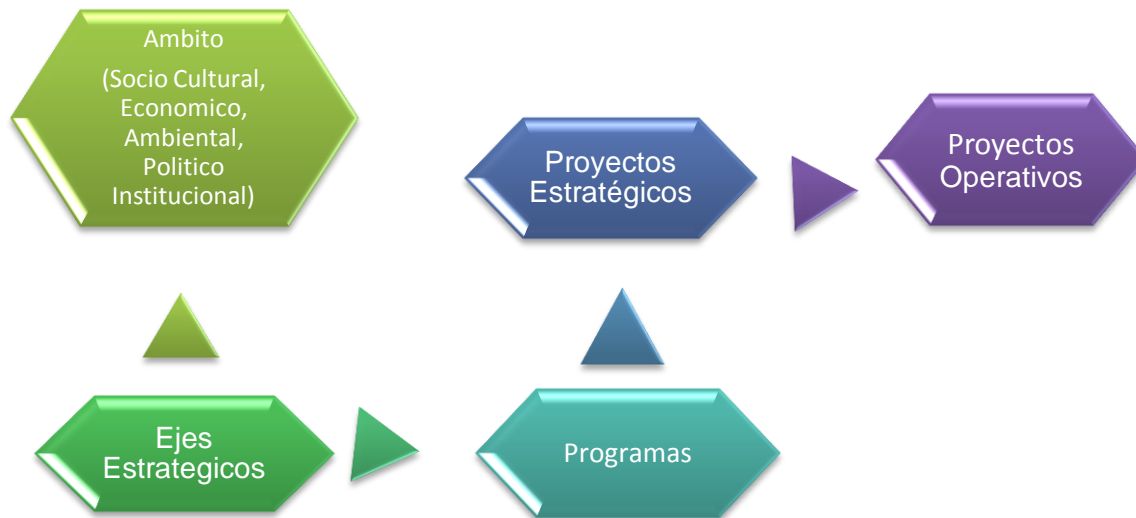 Ambito
(Socio Cultural,
Economico,
Ambiental,
Politico
Institucional)
Proyectos
Estratégicos
Proyectos
Operativos
Ejes
Estrategicos
Programas